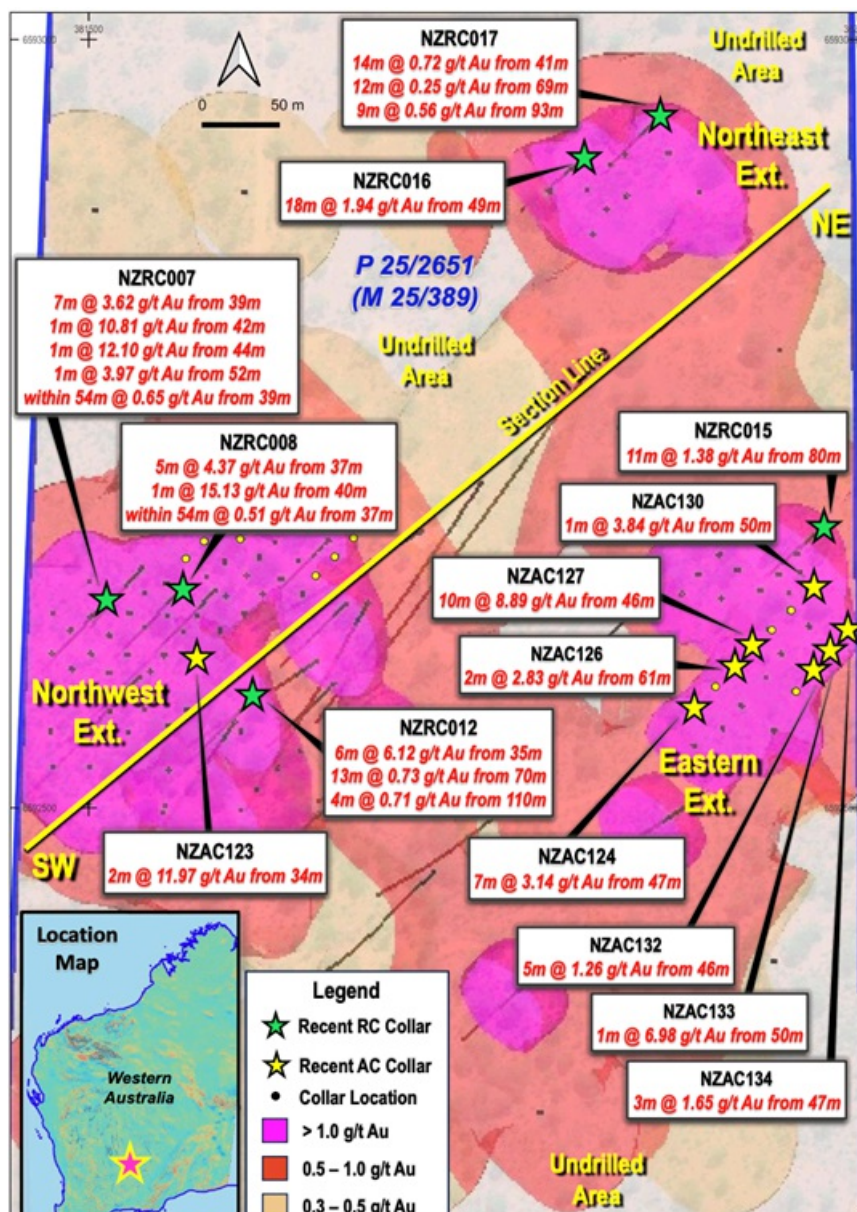 381500
6593000
NZRC017
14m @ 0.72 g/t Au from 41m
12m @ 0.25 g/t Au from 69m
9m @ 0.56 g/t Au from 93m
Undrilled
Area
0 50 m
Northeast
Ext.
NZRC016
18m @ 1.94 g/t Au from 49m
NE
P 25/2651
(M 25/389)
Undrilled
Area
Section Line
NZRC007
7m @ 3.62 g/t Au from 39m
1m @ 10.81 g/t Au from 42m
1m @ 12.10 g/t Au from 44m
1m @ 3.97 g/t Au from 52m
within 54m @ 0.65 g/t Au from 39m
NZRC008
5m @ 4.37 g/t Au from 37m
1m @ 15.13 g/t Au from 40m
within 54m @ 0.51 g/t Au from 37m
NZRC015
11m @ 1.38 g/t Au from 80m
NZAC130
1m @ 3.84 g/t Au from 50m
NZAC127
10m @ 8.89 g/t Au from 46m
NZAC126
2m @ 2.83 g/t Au from 61m
Northwest
Ext.
NZRC012
6m @ 6.12 g/t Au from 35m
13m @ 0.73 g/t Au from 70m
4m @ 0.71 g/t Au from 110m
Eastern
Ext.
6592500
SW
NZAC123
2m @ 11.97 g/t Au from 34m
NZAC124
7m @ 3.14 g/t Au from 47m
NZAC132
5m @ 1.26 g/t Au from 46m
NZAC133
1m @ 6.98 g/t Au from 50m
NZAC134
3m @ 1.65 g/t Au from 47m
Undrilled
Area
Location
Map
Western
Australia
Legend
Recent RC Collar
Recent AC Collar
Collar Location
> 1.0 g/t Au
0.5 – 1.0 g/t Au
0.3 – 0.5 g/t Au